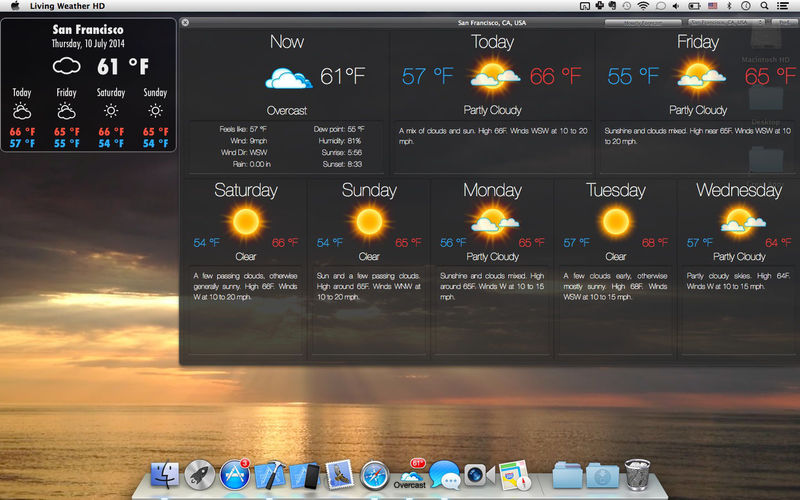 Living Weather HD
San Francisco
Thursday, 10 July 2014
61 °F
Today Friday Saturday Sunday
66 °F 65 °F 66 °F 65 °F
57 °F 55 °F 54 °F 54 °F
San Francisco, CA, USA
Hourly Forecast
San Francisco, CA, USA
Macintosh HD
Desktop
Now
61°F
Overcast
Feels like: 57 °F
Wind: 9mph
Wind Dir: WSW
Rain: 0.00 in
Dew point: 55 °F
Humidity: 81%
Sunrise: 5:56
Sunset: 8:33
Today
57 °F 66 °F
Partly Cloudy
A mix of clouds and sun. High 66F. Winds WSW at 10 to 20
mph.
Friday
55 °F 65 °F
Partly Cloudy
Sunshine and clouds mixed. High near 65F. Winds WSW at 10
to 20 mph.
Saturday
54 °F 66 °F
Clear
A few passing clouds, otherwise
generally sunny. High 66F. Winds
W at 10 to 20 mph.
Sunday
54 °F 65 °F
Clear
Sun and a few passing clouds.
High around 65F. Winds WNW at
10 to 20 mph.
Monday
56 °F 65 °F
Partly Cloudy
Sunshine and clouds mixed. High
around 65F. Winds W at 10 to 15
mph.
Tuesday
57 °F 68 °F
Clear
A few clouds early, otherwise
mostly sunny. High 68F. Winds
WSW at 10 to 15 mph.
Wednesday
57 °F 64 °F
Partly Cloudy
Partly cloudy skies. High 64F.
Winds W at 10 to 15 mph.
3
61°
Overcast